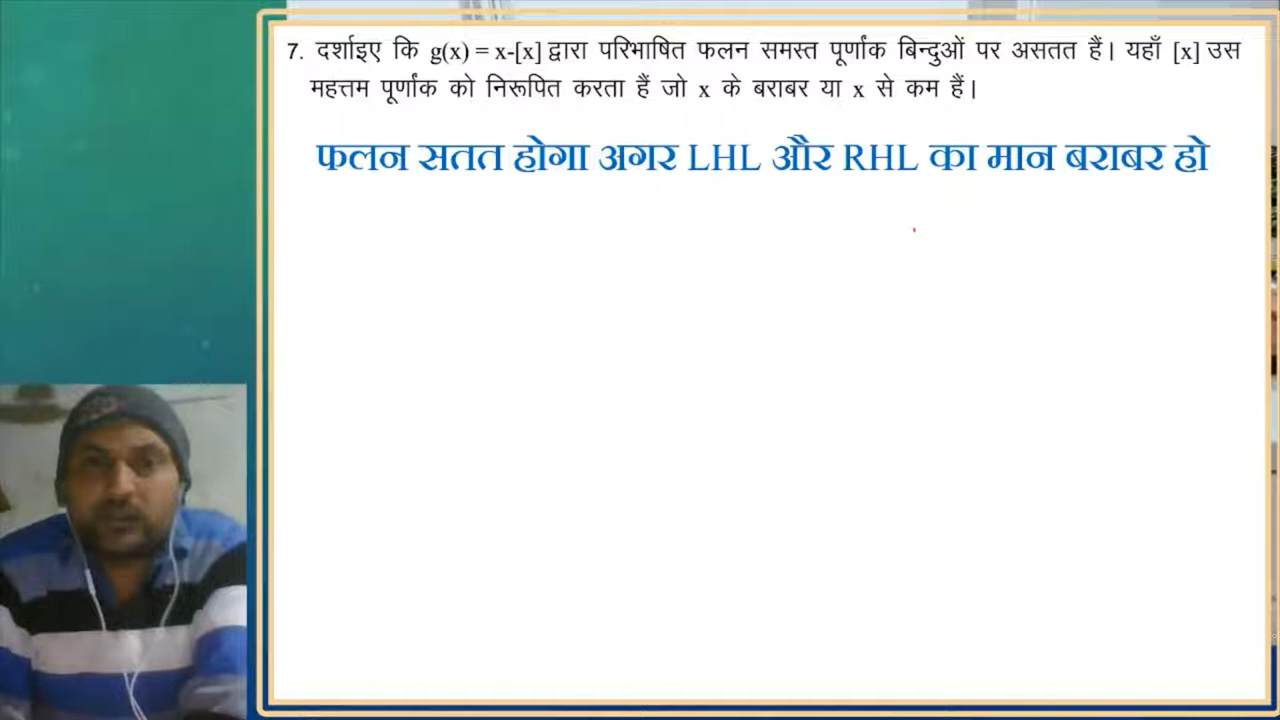 7. दर्शाइए कि g(x) = x-[x] द्वारा परिभाषित फलन समस्त पूर्णांक बिन्दुओं पर असतत हैं। यहाँ [x] उस
महत्तम पूर्णांक को निरूपित करता हैं जो x के बराबर या x से कम हैं।
फलन सतत होगा अगर LHL और RHL का मान बराबर हो